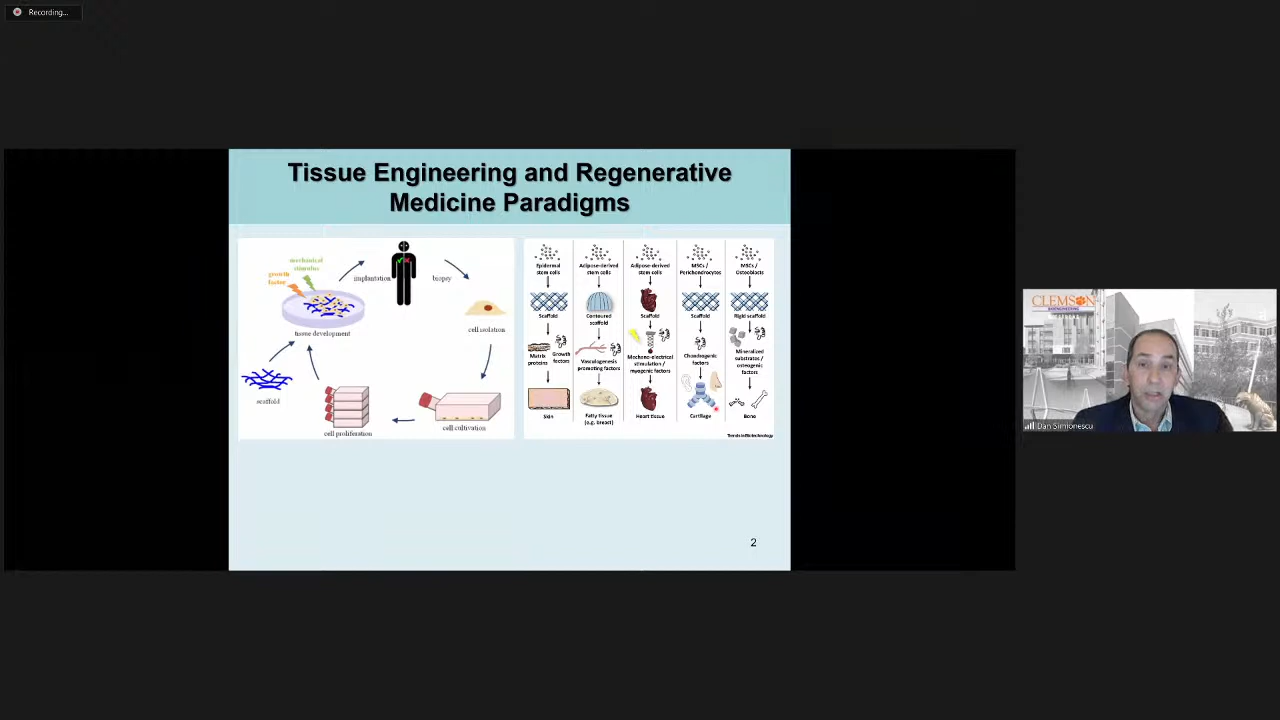 Recording...
Tissue Engineering and Regenerative
Medicine Paradigms
mechanical
stimulus
growth
factor
implantation
biopsy
cell isolation
tissue development
scaffold
cell proliferation
cell cultivation
Epidermal
stem cells
Scaffold
Matrix
proteins
Growth
factors
Skin
Adipose-derived
stem cells
Contoured
scaffold
Vasculogenesis
promoting factors
Fatty tissue
(e.g. breast)
Adipose-derived
stem cells
Scaffold
Mechano-electrical
stimulation /
myogenic factors
Heart tissue
MSCs /
Perichondrocytes
Scaffold
Chondrogenic
factors
Cartilage
MSCs /
Osteoblasts
Rigid scaffold
Mineralized
substrates /
osteogenic
factors
Bone
Trends in Biotechnology
2
CLEMSON
Dan Simionescu